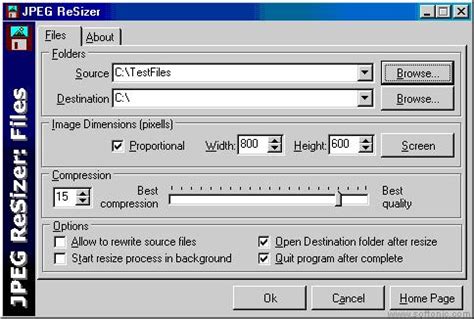 JPEG ReSizer
Files
About
Folders
Source C:\TestFiles Browse...
Destination C:\ Browse...
Image Dimensions (pixells)
Proportional Width: 800 Height: 600 Screen
Compression
15 Best compression Best quality
Options
Allow to rewrite source files
Open Destination folder after resize
Start resize process in background
Quit program after complete
Ok Cancel Home Page
JPEG ReSizer: Files
www.softonic.com